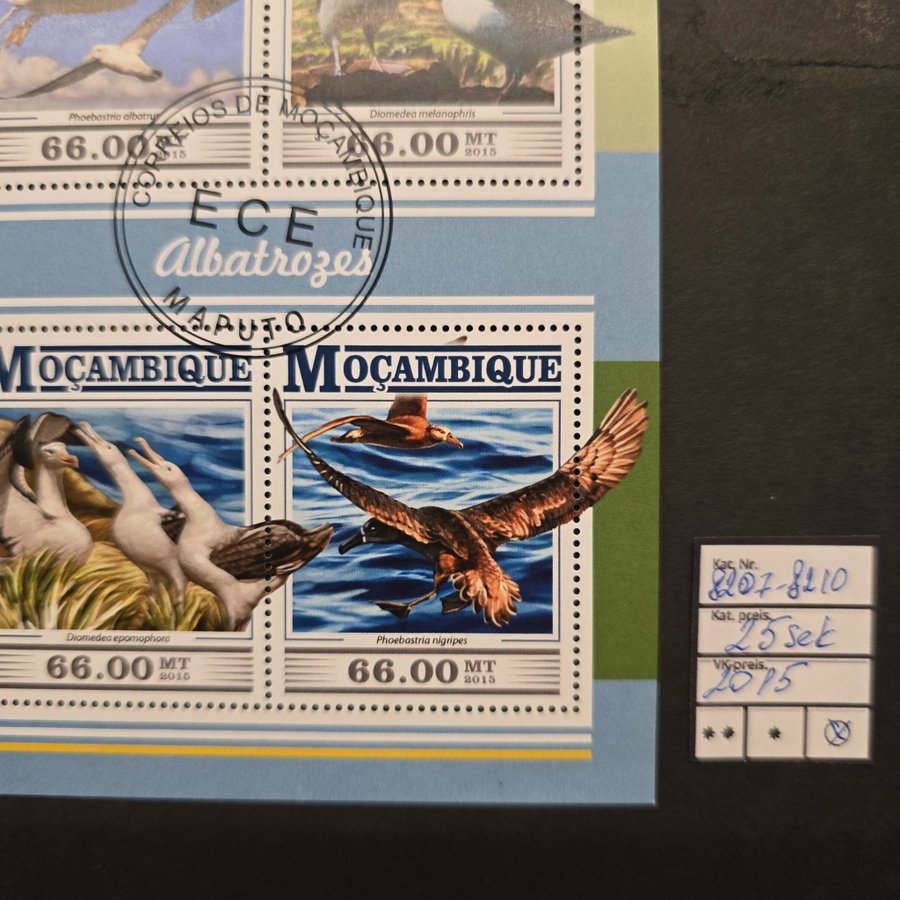 Phoebastria albatrus
66.00 MT
2015
Diomedea melanophris
66.00 MT
2015
CORREIOS DE MOÇAMBIQUE
ECE
MAPUTO
Albatrozes
MOÇAMBIQUE
Diomedea epomophora
66.00 MT
2015
MOÇAMBIQUE
Phoebastria nigripes
66.00 MT
2015
Kat. Nr.
8207-8210
Kat. preis.
25 sek
VK-preis.
2015
** *